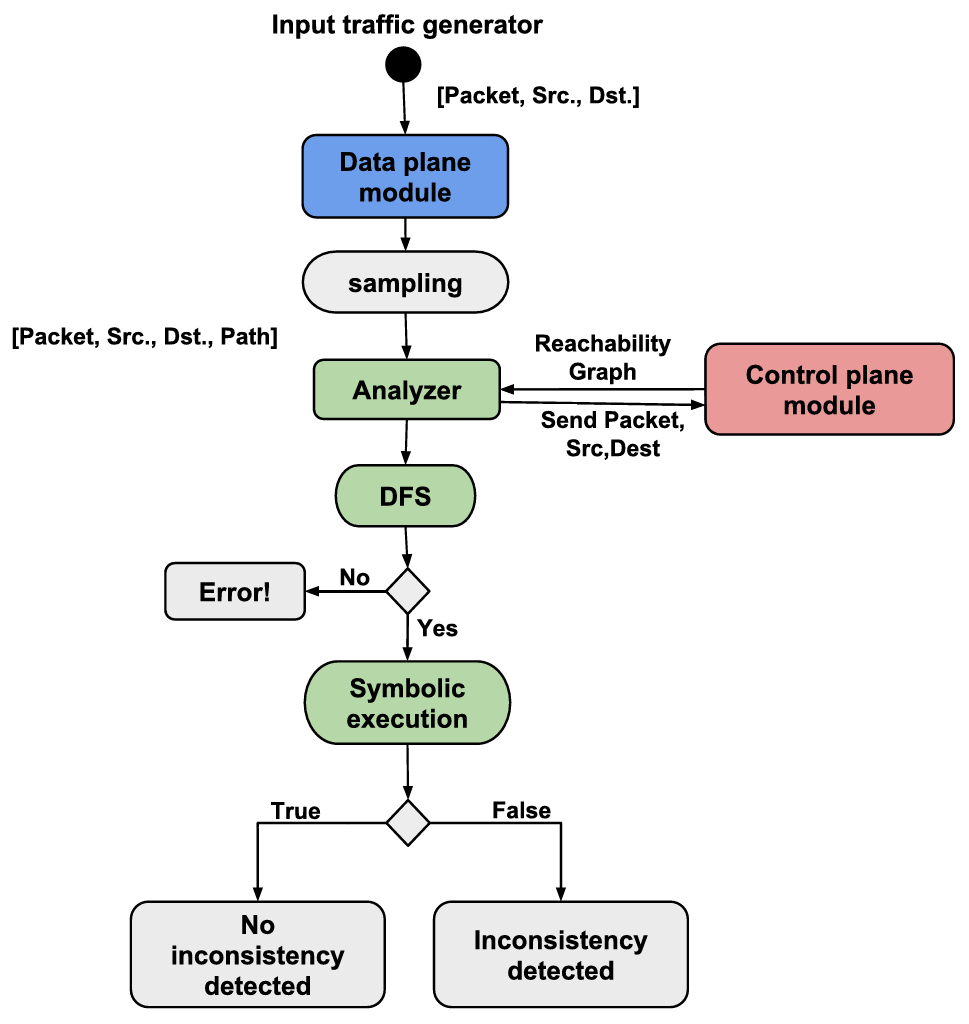 Input traffic generator
[Packet, Src., Dst.]
Data plane
module
sampling
[Packet, Src., Dst., Path]
Reachability
Graph
Analyzer
Control plane
module
Send Packet,
Src,Dest
DFS
No
Error!
Yes
Symbolic
execution
True
False
No
inconsistency
detected
Inconsistency
detected